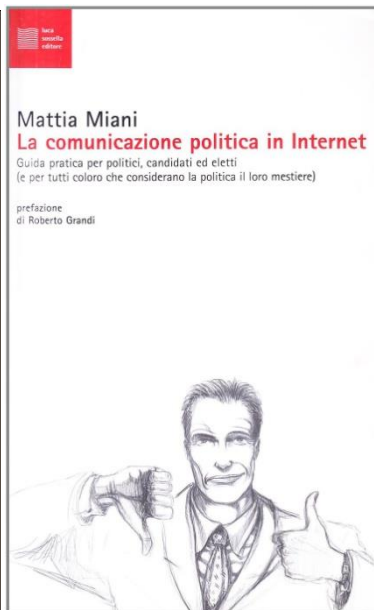 luca
sossella
editore
Mattia Miani
La comunicazione politica in Internet
Guida pratica per politici, candidati ed eletti
(e per tutti coloro che considerano la politica il loro mestiere)
prefazione
di Roberto Grandi